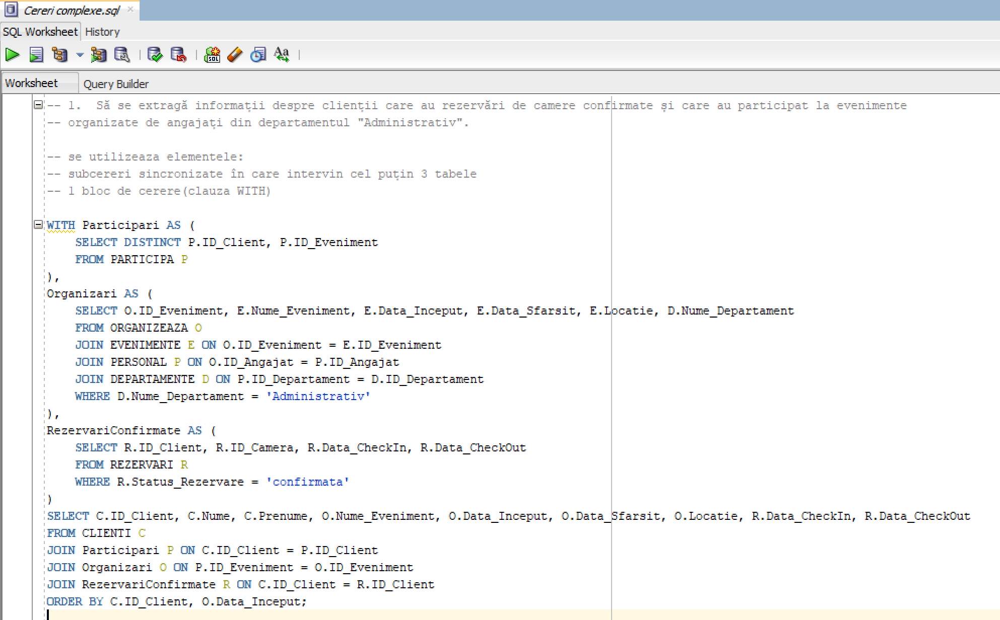 Cereri complexe.sql
SQL Worksheet History
Aa
Worksheet Query Builder
-- 1.  Să se extragă informații despre clienții care au rezervări de camere confirmate și care au participat la evenimente
-- organizate de angajați din departamentul "Administrativ".
-- se utilizeaza elementele:
-- subcereri sincronizate în care intervin cel puțin 3 tabele
-- 1 bloc de cerere(clauza WITH)
WITH Participari AS (
    SELECT DISTINCT P.ID_Client, P.ID_Eveniment
    FROM PARTICIPA P
),
Organizari AS (
    SELECT O.ID_Eveniment, E.Nume_Eveniment, E.Data_Inceput, E.Data_Sfarsit, E.Locatie, D.Nume_Departament
    FROM ORGANIZEAZA O
    JOIN EVENIMENTE E ON O.ID_Eveniment = E.ID_Eveniment
    JOIN PERSONAL P ON O.ID_Angajat = P.ID_Angajat
    JOIN DEPARTAMENTE D ON P.ID_Departament = D.ID_Departament
    WHERE D.Nume_Departament = 'Administrativ'
),
RezervariConfirmate AS (
    SELECT R.ID_Client, R.ID_Camera, R.Data_CheckIn, R.Data_CheckOut
    FROM REZERVARI R
    WHERE R.Status_Rezervare = 'confirmata'
)
SELECT C.ID_Client, C.Nume, C.Prenume, O.Nume_Eveniment, O.Data_Inceput, O.Data_Sfarsit, O.Locatie, R.Data_CheckIn, R.Data_CheckOut
FROM CLIENTI C
JOIN Participari P ON C.ID_Client = P.ID_Client
JOIN Organizari O ON P.ID_Eveniment = O.ID_Eveniment
JOIN RezervariConfirmate R ON C.ID_Client = R.ID_Client
ORDER BY C.ID_Client, O.Data_Inceput;